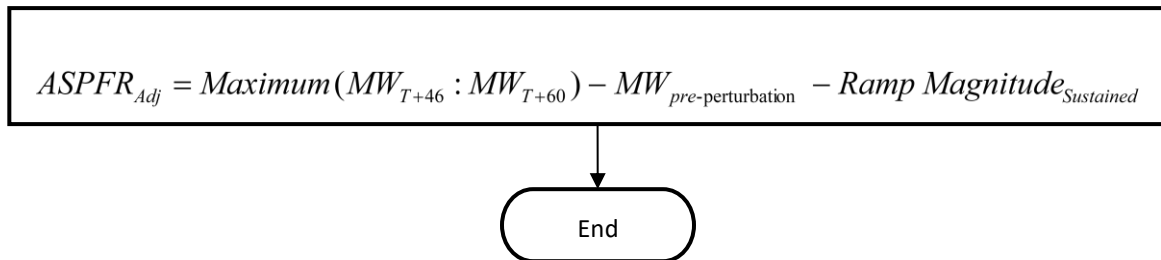 ASPFR_Adj = Maximum(MW_T+46 : MW_T+60) − MW_pre-perturbation − Ramp Magnitude_Sustained
End